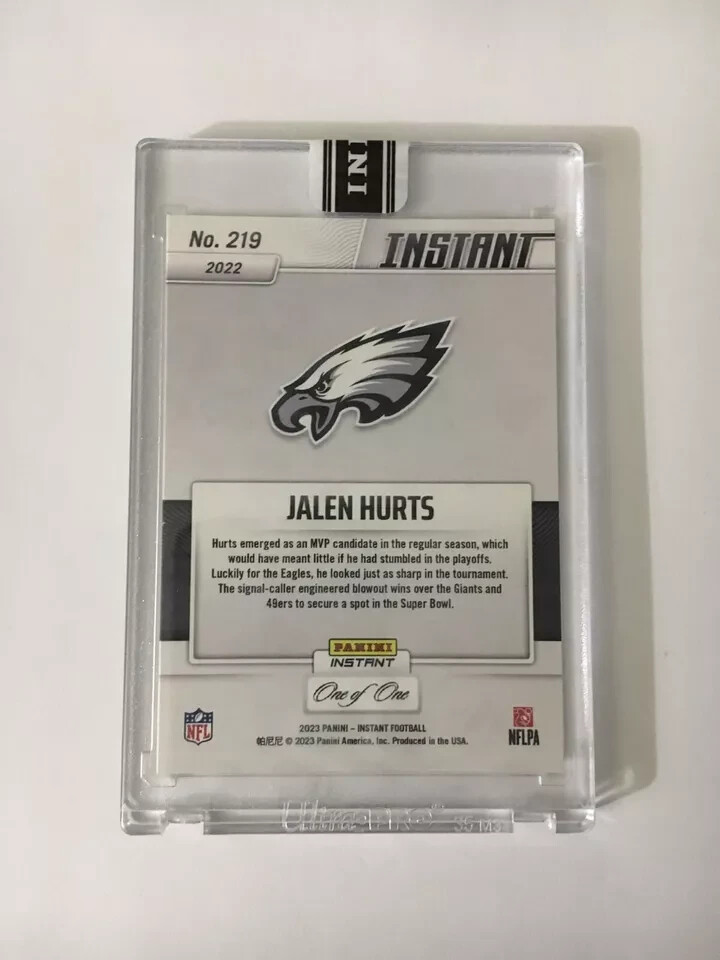 INI
No. 219
INSTANT
2022
JALEN HURTS
Hurts emerged as an MVP candidate in the regular season, which
would have meant little if he had stumbled in the playoffs.
Luckily for the Eagles, he looked just as sharp in the tournament.
The signal-caller engineered blowout wins over the Giants and
49ers to secure a spot in the Super Bowl.
PANINI
INSTANT
One of One
NFL
NFLPA
2023 PANINI – INSTANT FOOTBALL
帕尼尼 © 2023 Panini America, Inc. Produced in the USA.
Ultra PRO